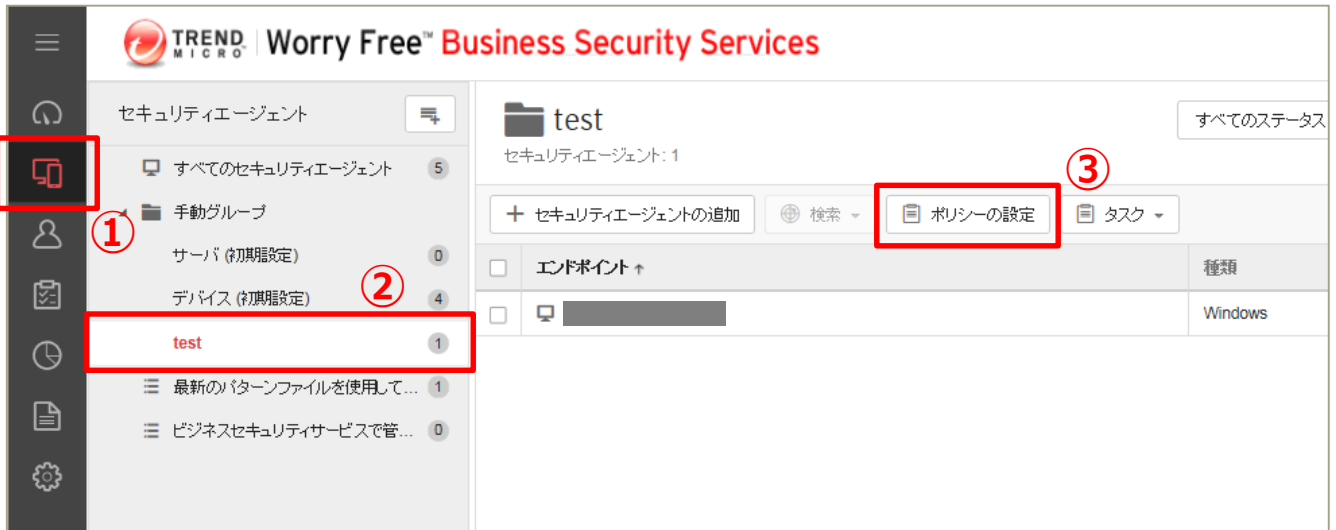 TREND MICRO Worry Free™ Business Security Services
セキュリティエージェント
すべてのセキュリティエージェント 5
① 手動グループ
サーバ (初期設定) 0
デバイス (初期設定) ② 4
test 1
最新のパターンファイルを使用して... 1
ビジネスセキュリティサービスで管... 0
test
すべてのステータス
セキュリティエージェント: 1
③
+ セキュリティエージェントの追加 検索 ポリシーの設定 タスク
エンドポイント ↑ 種類
Windows